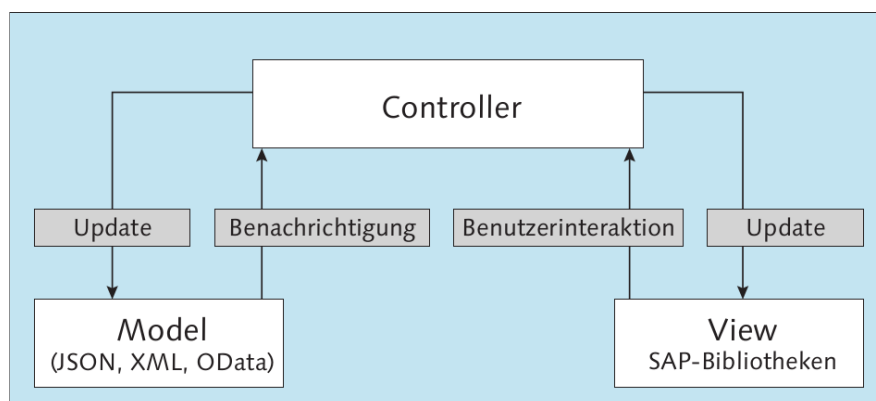 Controller
Update
Benachrichtigung
Benutzerinteraktion
Update
Model
(JSON, XML, OData)
View
SAP-Bibliotheken